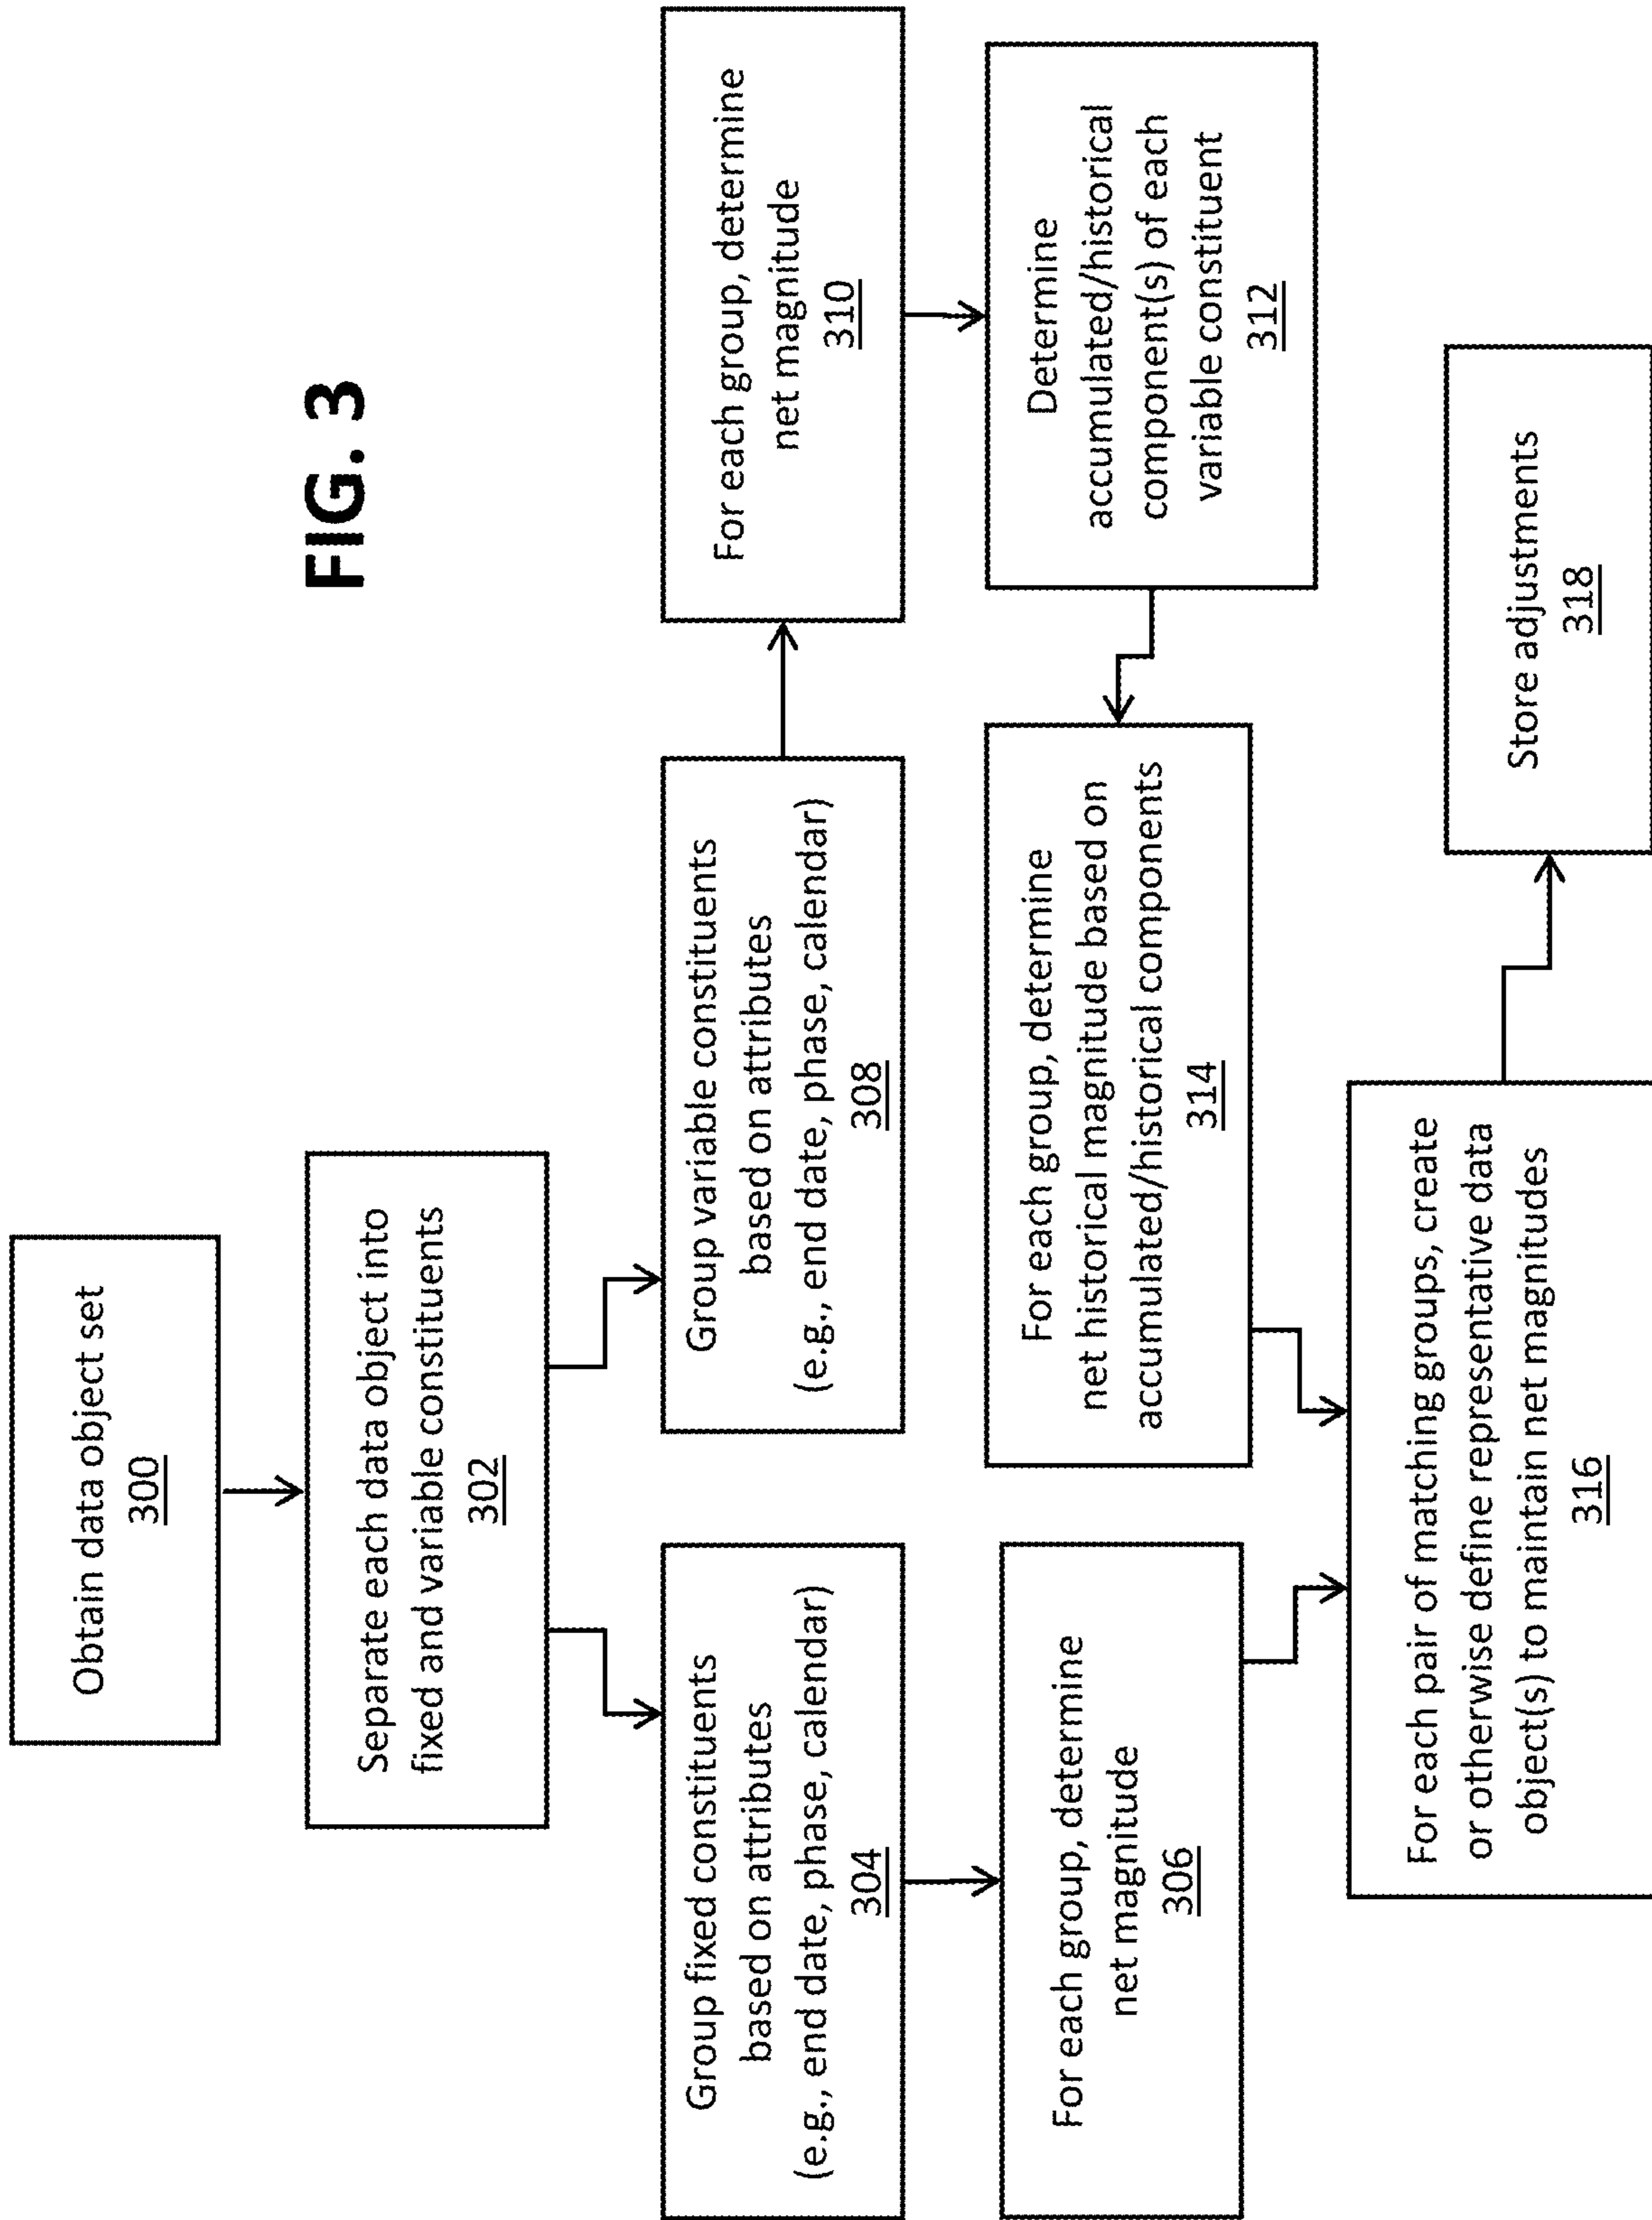 FIG. 3
Obtain data object set
300
Separate each data object into
fixed and variable constituents
302
Group fixed constituents
based on attributes
(e.g., end date, phase, calendar)
304
For each group, determine
net magnitude
306
Group variable constituents
based on attributes
(e.g., end date, phase, calendar)
308
For each group, determine
net magnitude
310
Determine
accumulated/historical
component(s) of each
variable constituent
312
For each group, determine
net historical magnitude based on
accumulated/historical components
314
For each pair of matching groups, create
or otherwise define representative data
object(s) to maintain net magnitudes
316
Store adjustments
318